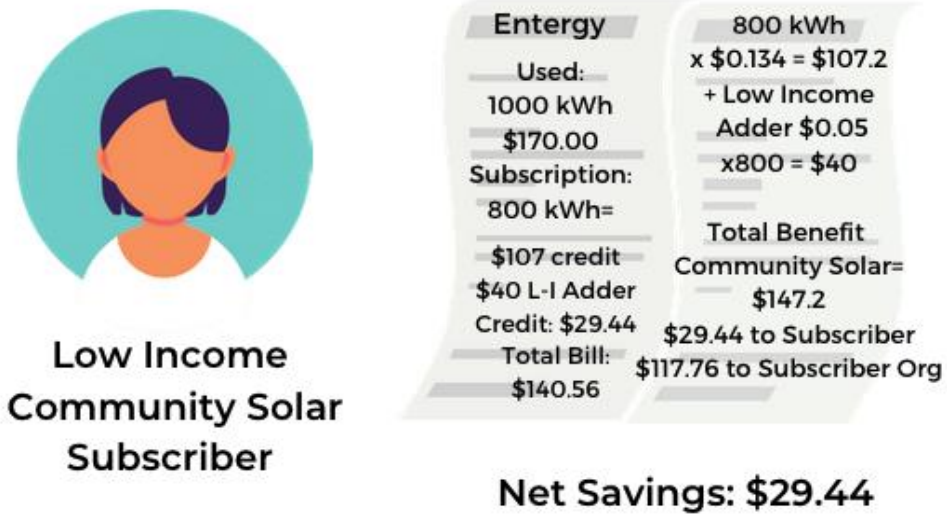 Entergy
Used:
1000 kWh
$170.00
Subscription:
800 kWh=
$107 credit
$40 L-I Adder
Credit: $29.44
Total Bill:
$140.56
800 kWh
x $0.134 = $107.2
+ Low Income
Adder $0.05
x800 = $40
Total Benefit
Community Solar=
$147.2
$29.44 to Subscriber
$117.76 to Subscriber Org
Low Income
Community Solar
Subscriber
Net Savings: $29.44